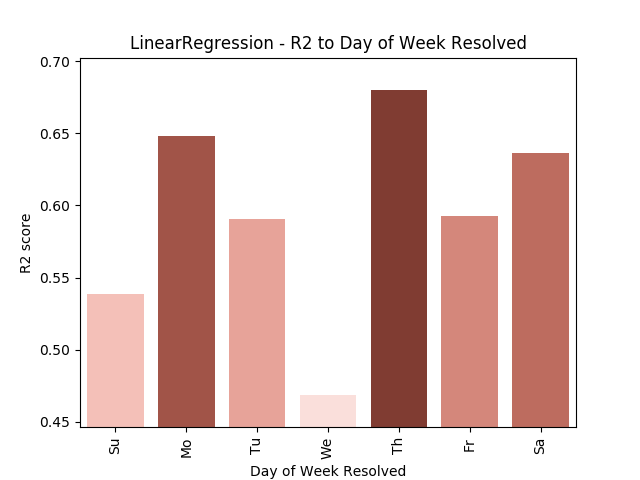 LinearRegression - R2 to Day of Week Resolved
0.70
0.65
0.60
0.55
0.50
0.45
R2 score
Su
Mo
Tu
We
Th
Fr
Sa
Day of Week Resolved